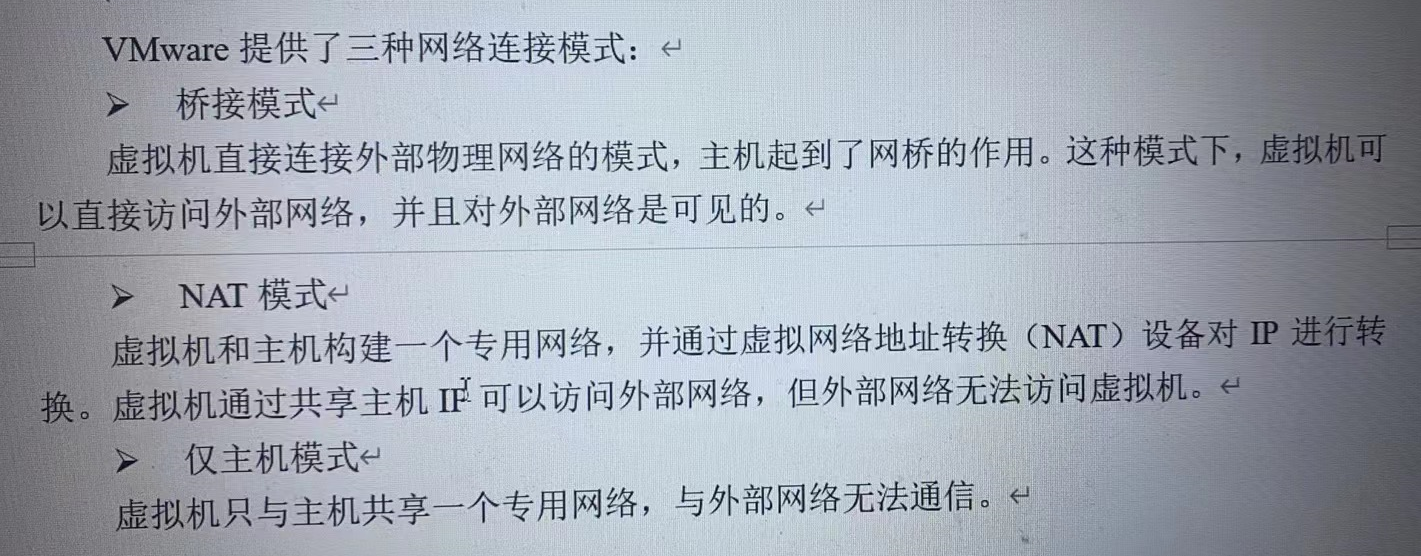 VMware 提供了三种网络连接模式：
➢ 桥接模式
虚拟机直接连接外部物理网络的模式，主机起到了网桥的作用。这种模式下，虚拟机可
以直接访问外部网络，并且对外部网络是可见的。
➢ NAT 模式
虚拟机和主机构建一个专用网络，并通过虚拟网络地址转换（NAT）设备对 IP 进行转
换。虚拟机通过共享主机 IP 可以访问外部网络，但外部网络无法访问虚拟机。
➢ 仅主机模式
虚拟机只与主机共享一个专用网络，与外部网络无法通信。